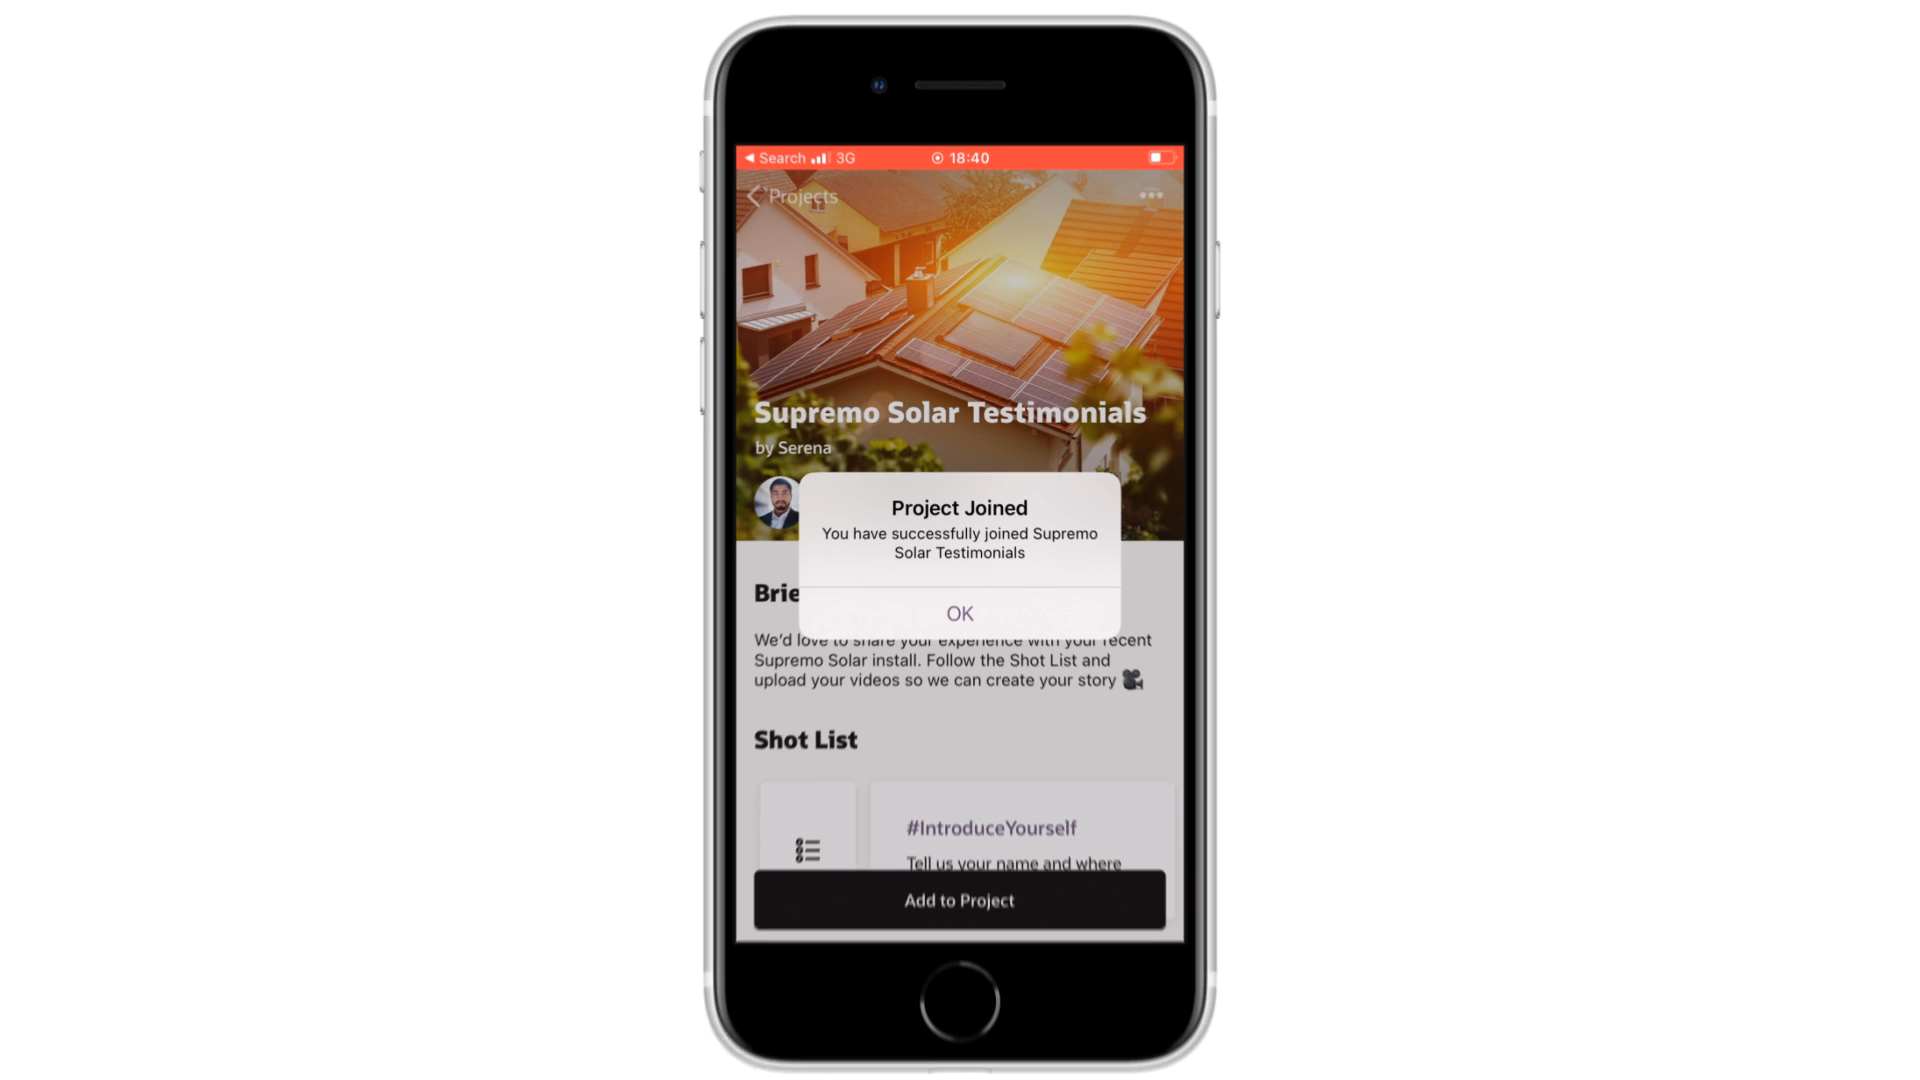 Search 3G 18:40
Projects
Supremo Solar Testimonials
by Serena
Project Joined
You have successfully joined Supremo
Solar Testimonials
OK
Brie
We'd love to share your experience with your recent
Supremo Solar install. Follow the Shot List and
upload your videos so we can create your story 🎥
Shot List
#IntroduceYourself
Tell us your name and where
Add to Project